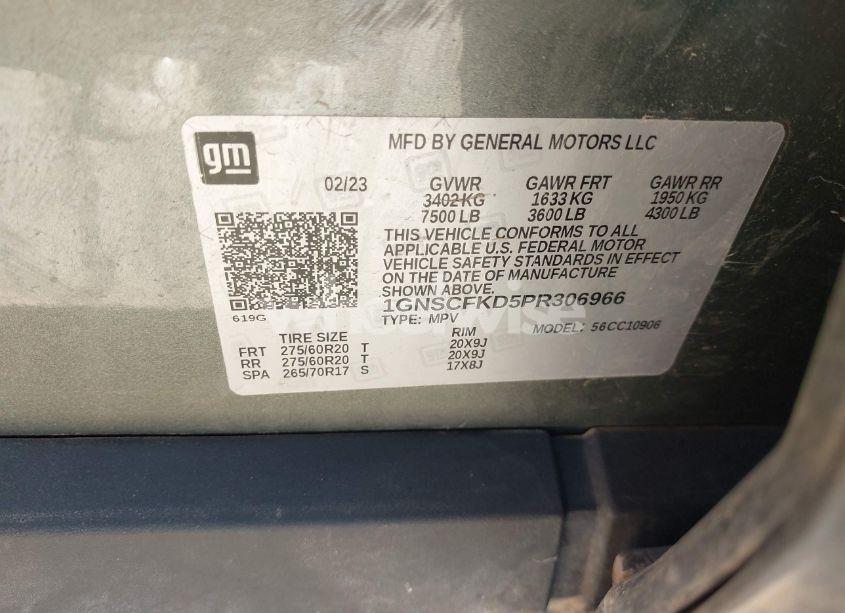 gm
MFD BY GENERAL MOTORS LLC
02/23 GVWR GAWR FRT GAWR RR
3402 KG 1633 KG 1950 KG
7500 LB 3600 LB 4300 LB
THIS VEHICLE CONFORMS TO ALL
APPLICABLE U.S. FEDERAL MOTOR
VEHICLE SAFETY STANDARDS IN EFFECT
ON THE DATE OF MANUFACTURE
SHOWN ABOVE.
1GNSCFKD5PR306966
619G TYPE: MPV MODEL: 56CC10906
TIRE SIZE RIM
FRT 275/60R20 T 20X9J
RR 275/60R20 T 20X9J
SPA 265/70R17 S 17X8J